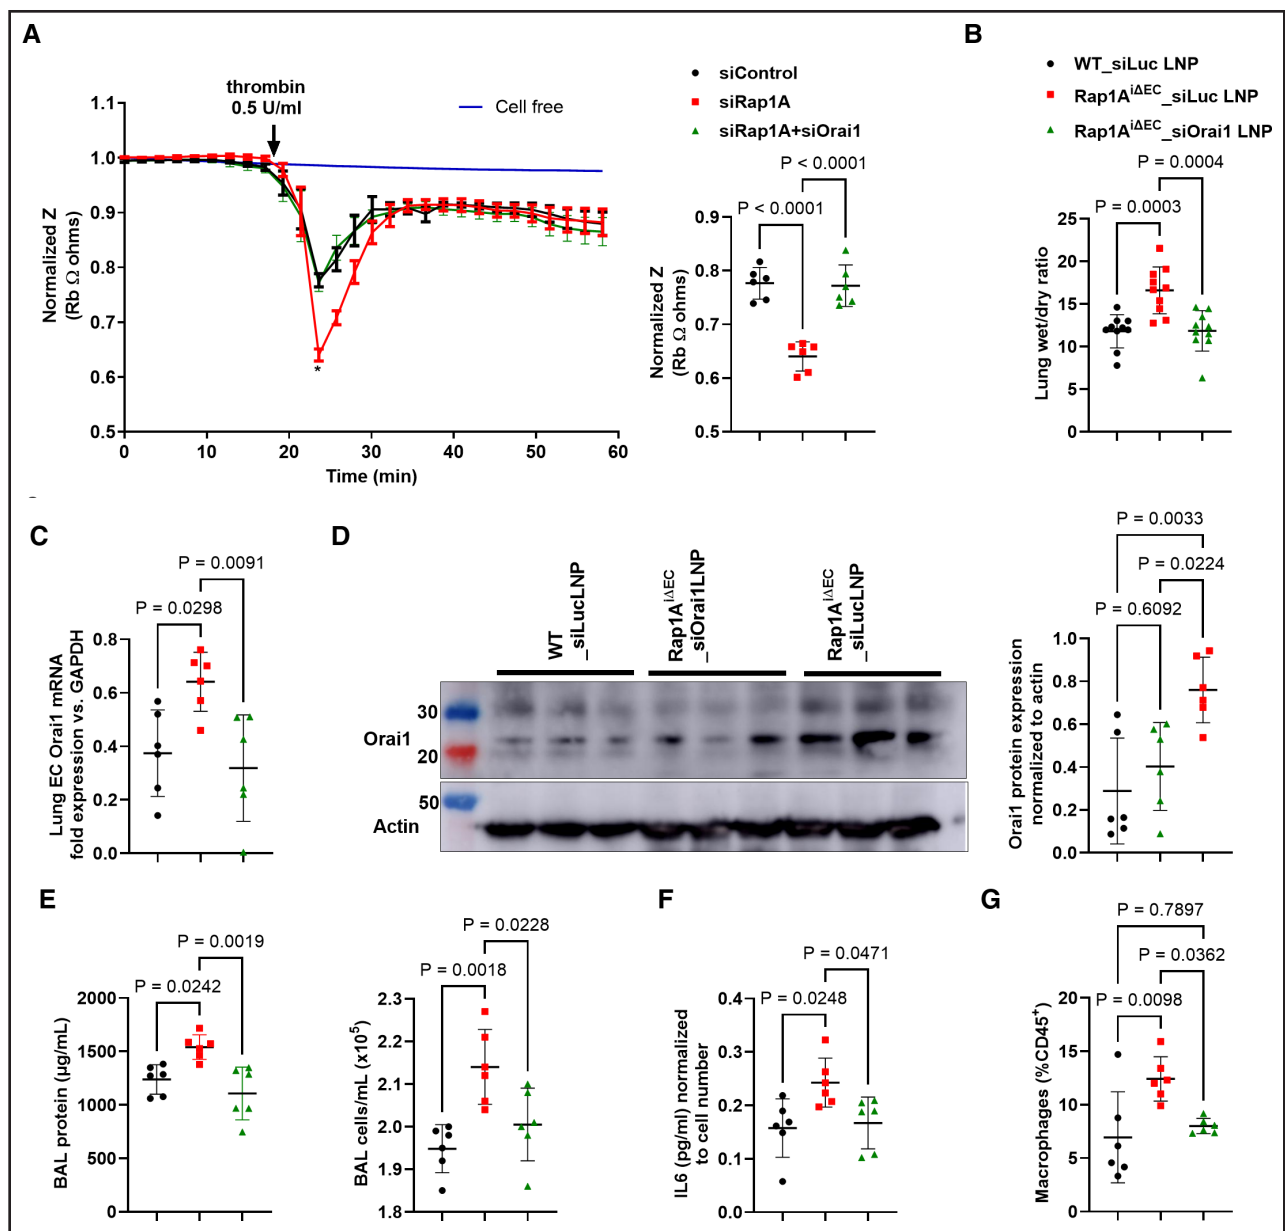 A
thrombin
0.5 U/ml
Cell free
1.1
1.0
0.9
0.8
0.7
0.6
0.5
Normalized Z
(Rb Ω ohms)
*
0
10
20
30
40
50
60
Time (min)
siControl
siRap1A
siRap1A+siOrai1
P < 0.0001
P < 0.0001
0.9
0.8
0.7
0.6
0.5
Normalized Z
(Rb Ω ohms)
B
WT_siLuc LNP
Rap1AiΔEC_siLuc LNP
Rap1AiΔEC_siOrai1 LNP
P = 0.0004
P = 0.0003
25
20
15
10
5
0
Lung wet/dry ratio
C
P = 0.0091
P = 0.0298
0.8
0.6
0.4
0.2
0.0
Lung EC Orai1 mRNA
fold expression vs. GAPDH
D
WT
_siLucLNP
Rap1AiΔEC
_siOrai1LNP
Rap1AiΔEC
_siLucLNP
30
Orai1
20
50
Actin
P = 0.0033
P = 0.0224
P = 0.6092
1.0
0.8
0.6
0.4
0.2
0.0
Orai1 protein expression
normalized to actin
E
P = 0.0019
P = 0.0242
2000
1500
1000
500
0
BAL protein (µg/mL)
P = 0.0228
P = 0.0018
2.3
2.2
2.1
2.0
1.9
1.8
BAL cells/mL (x10⁵)
F
P = 0.0471
P = 0.0248
0.4
0.3
0.2
0.1
0.0
IL6 (pg/ml) normalized
to cell number
G
P = 0.7897
P = 0.0362
P = 0.0098
20
15
10
5
0
Macrophages (%CD45⁺)